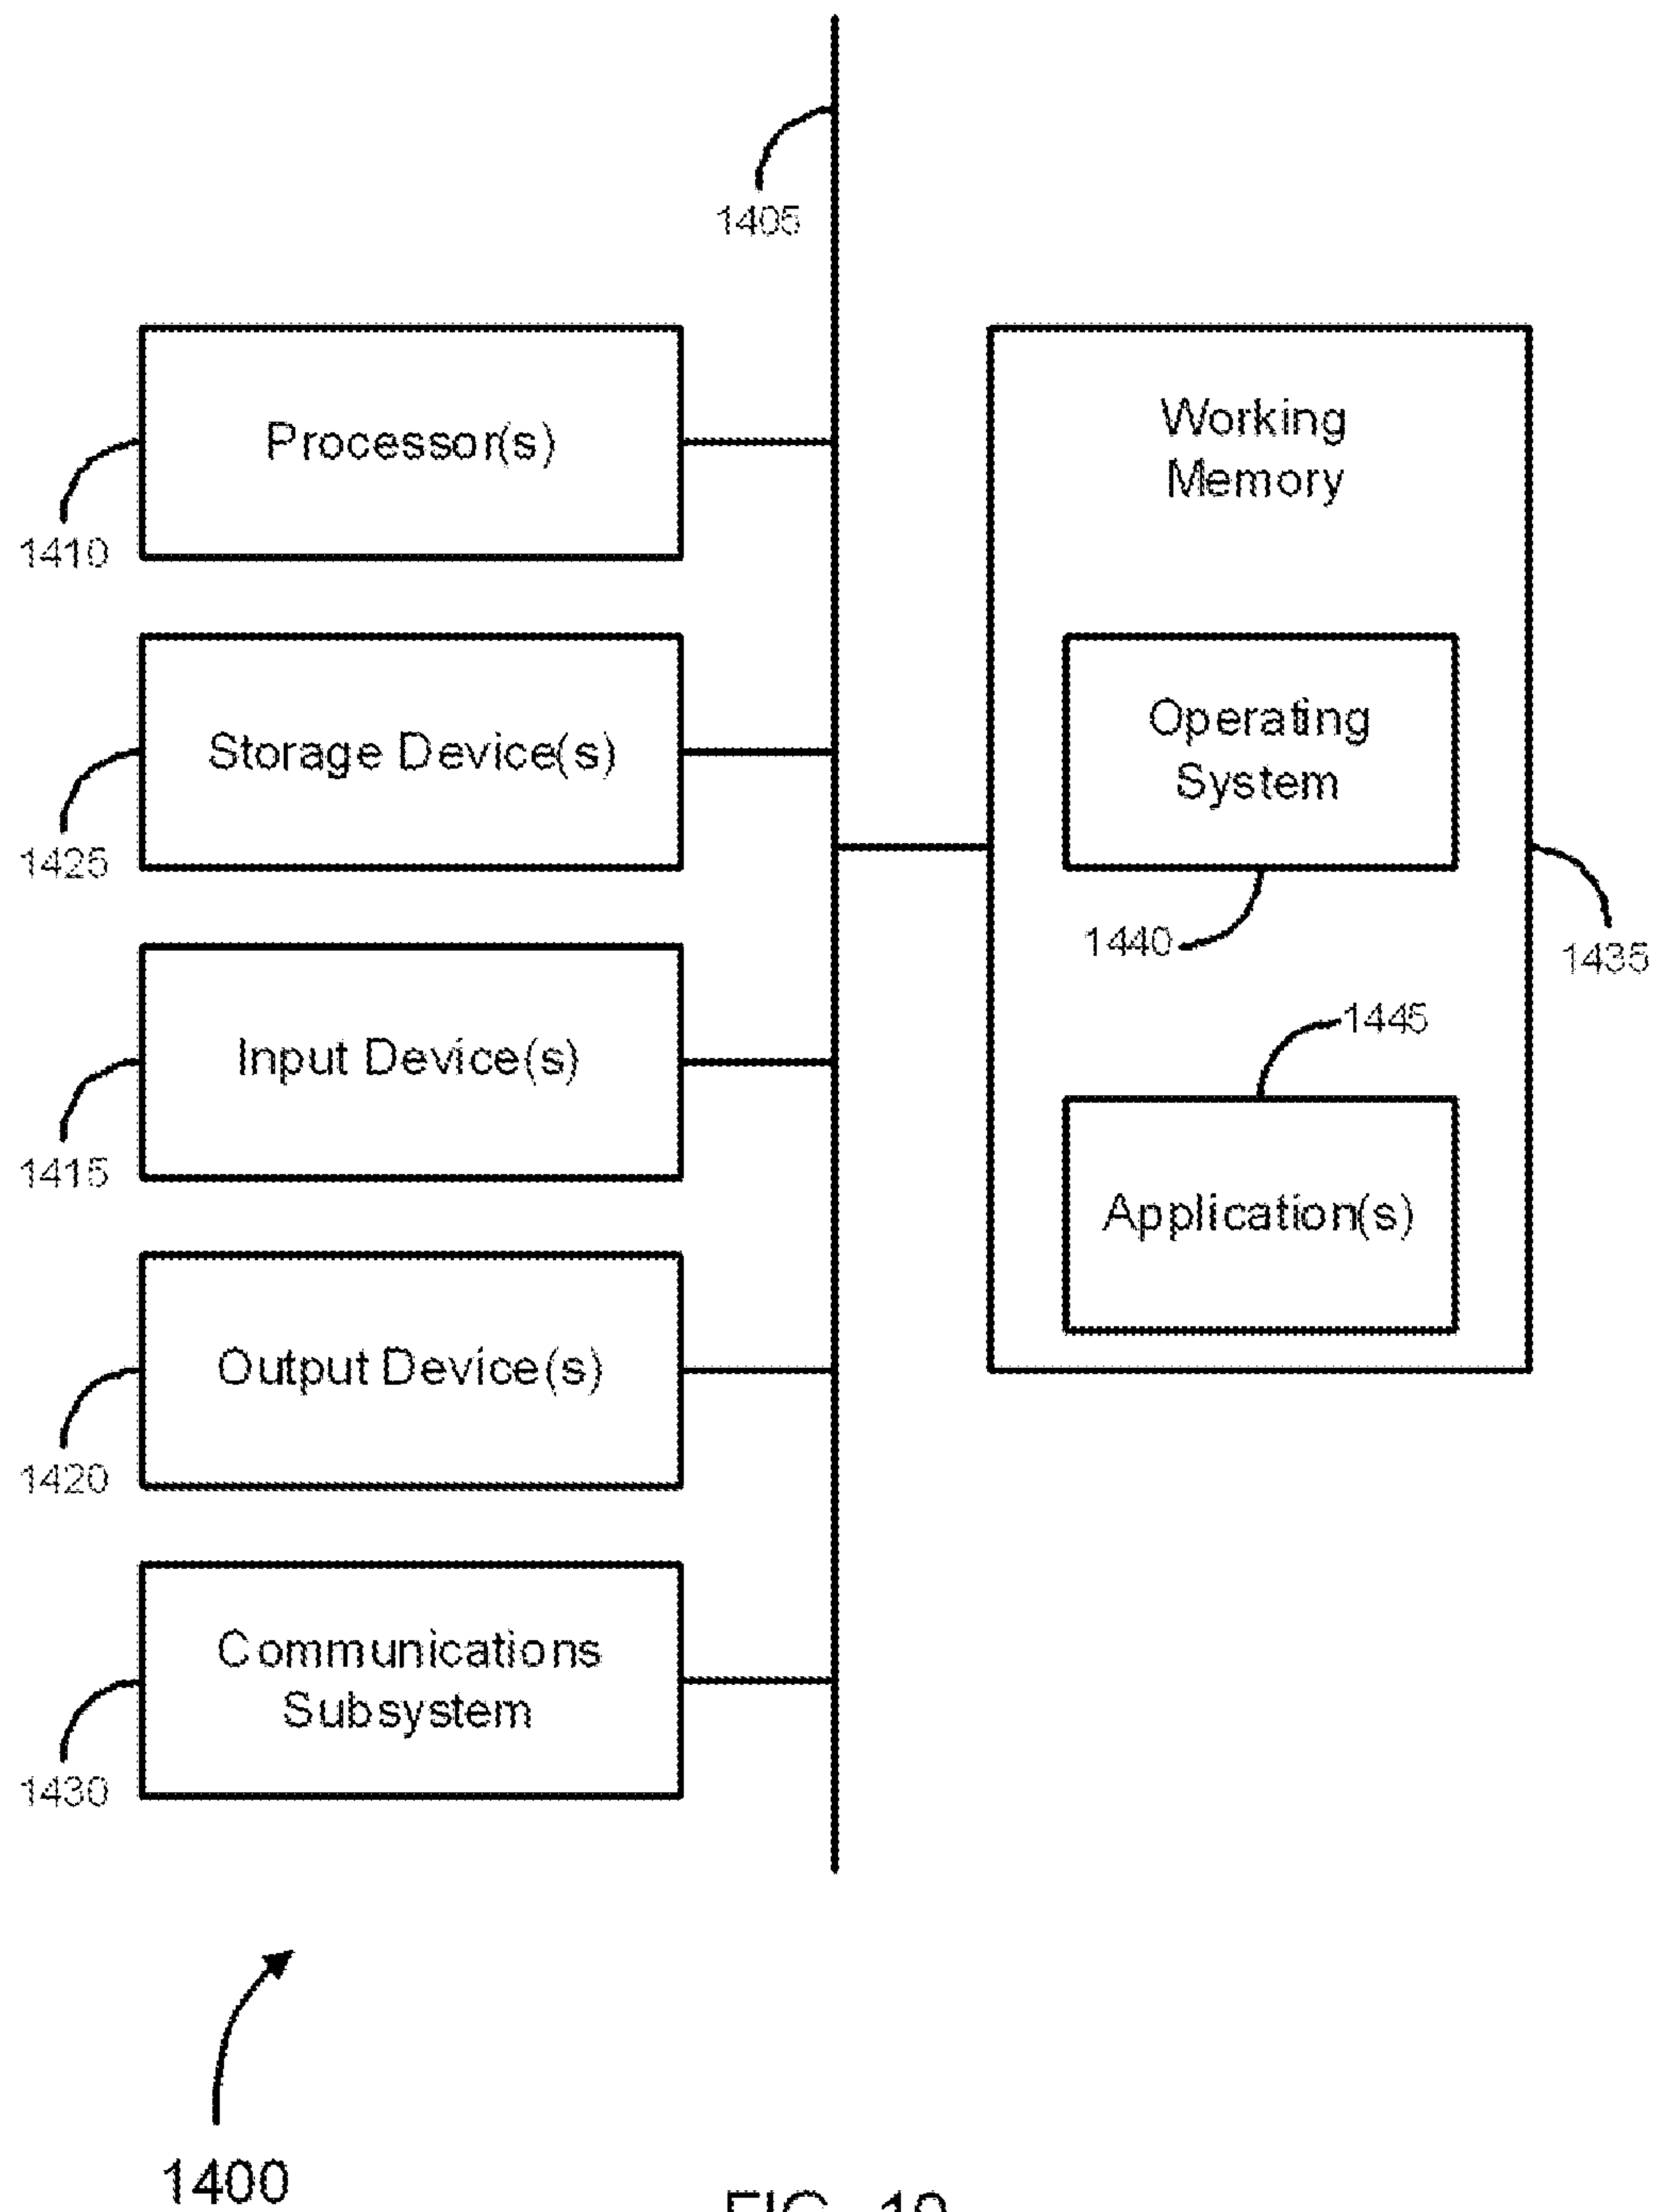 1405
Processor(s)
1410
Storage Device(s)
1425
Input Device(s)
1415
Output Device(s)
1420
Communications
Subsystem
1430
Working
Memory
Operating
System
1440
1435
1445
Application(s)
1400
FIG.